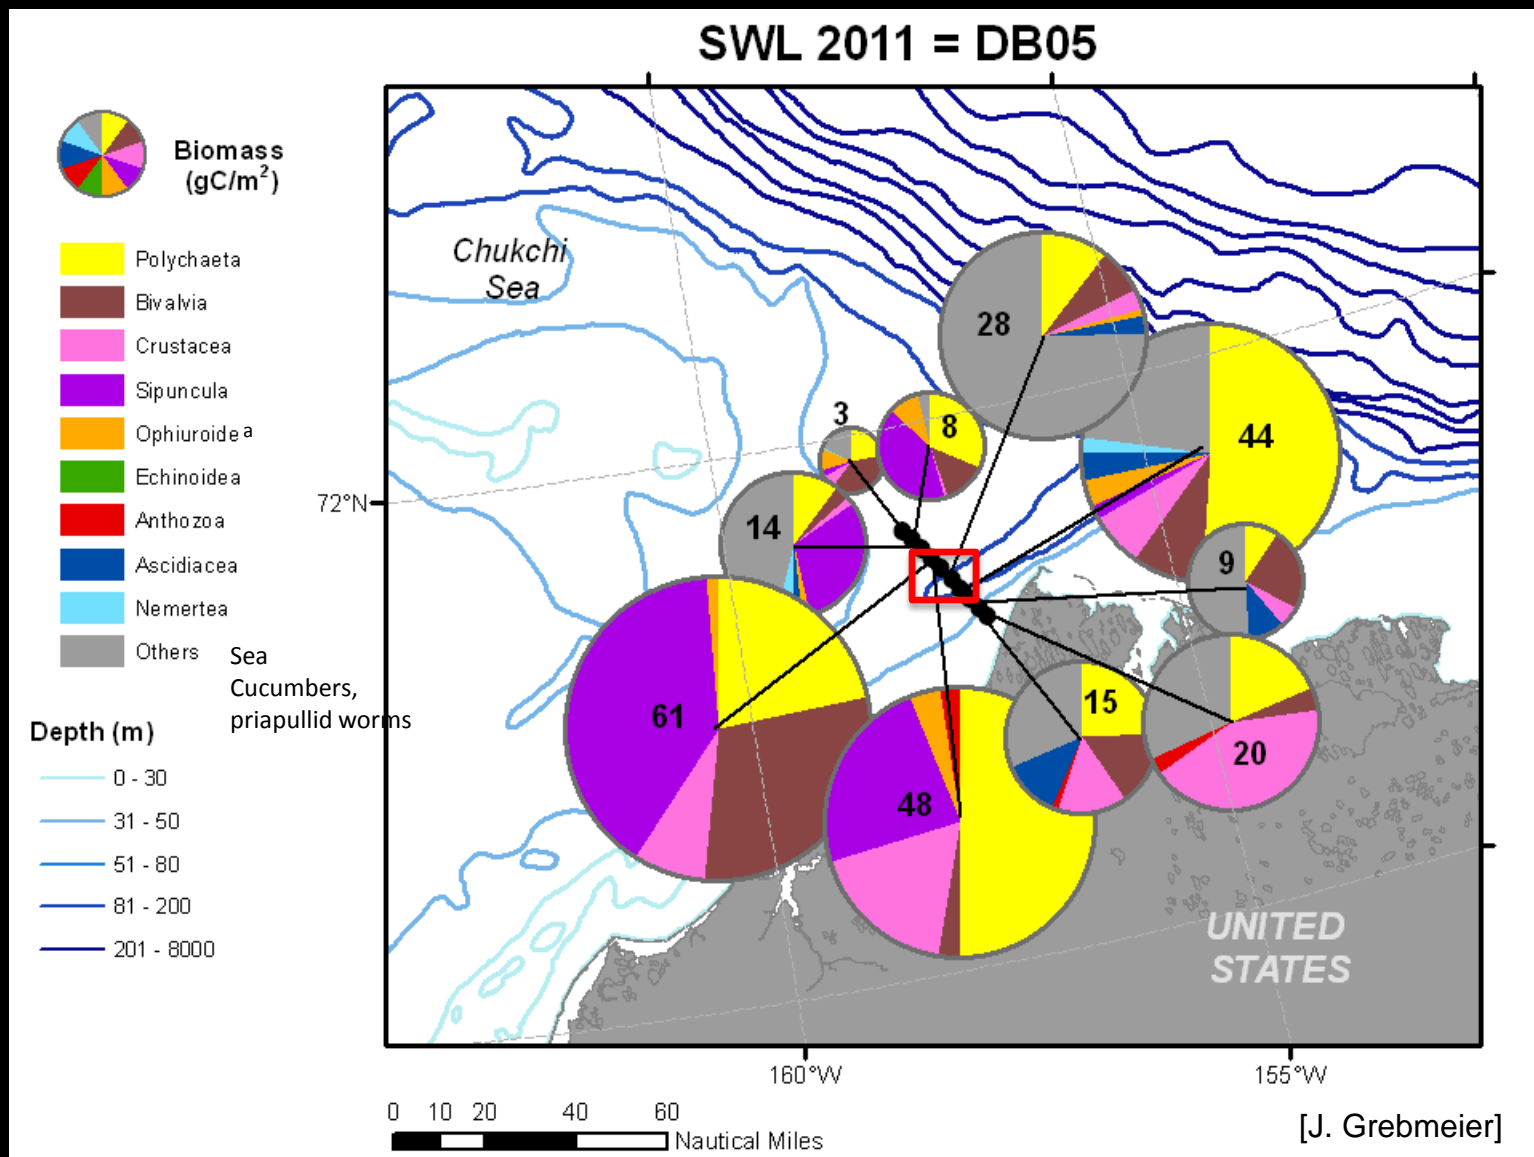 SWL 2011 = DB05
Biomass
(gC/m²)
Polychaeta
Bivalvia
Crustacea
Sipuncula
Ophiuroide a
Echinoidea
Anthozoa
Ascidiacea
Nemertea
Others
Sea
Cucumbers,
priapullid worms
Depth (m)
0 - 30
31 - 50
51 - 80
81 - 200
201 - 8000
Chukchi
Sea
72°N
28
44
3
8
14
9
61
48
15
20
UNITED
STATES
160°W
155°W
0 10 20 40 60
Nautical Miles
[J. Grebmeier]